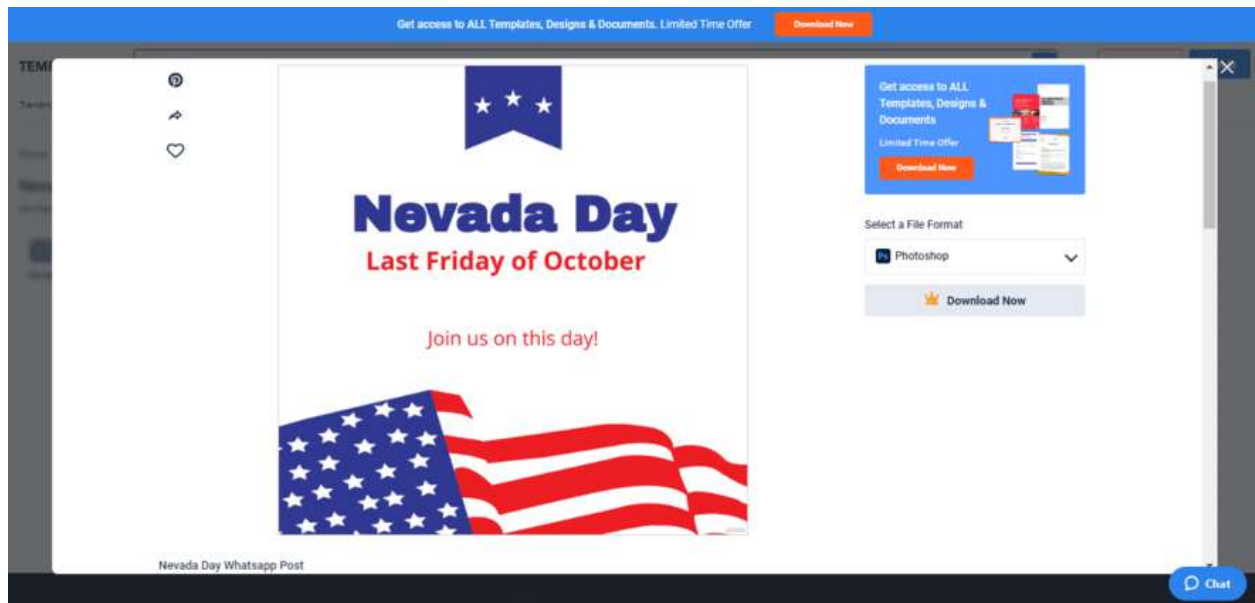 Get access to ALL Templates, Designs & Documents. Limited Time Offer
Download Now
TEM
Get access to ALL
Templates, Designs &
Documents
Limited Time Offer
Download Now
Nevada Day
Last Friday of October
Join us on this day!
Select a File Format
Ps Photoshop
Download Now
Nevada Day Whatsapp Post
Chat